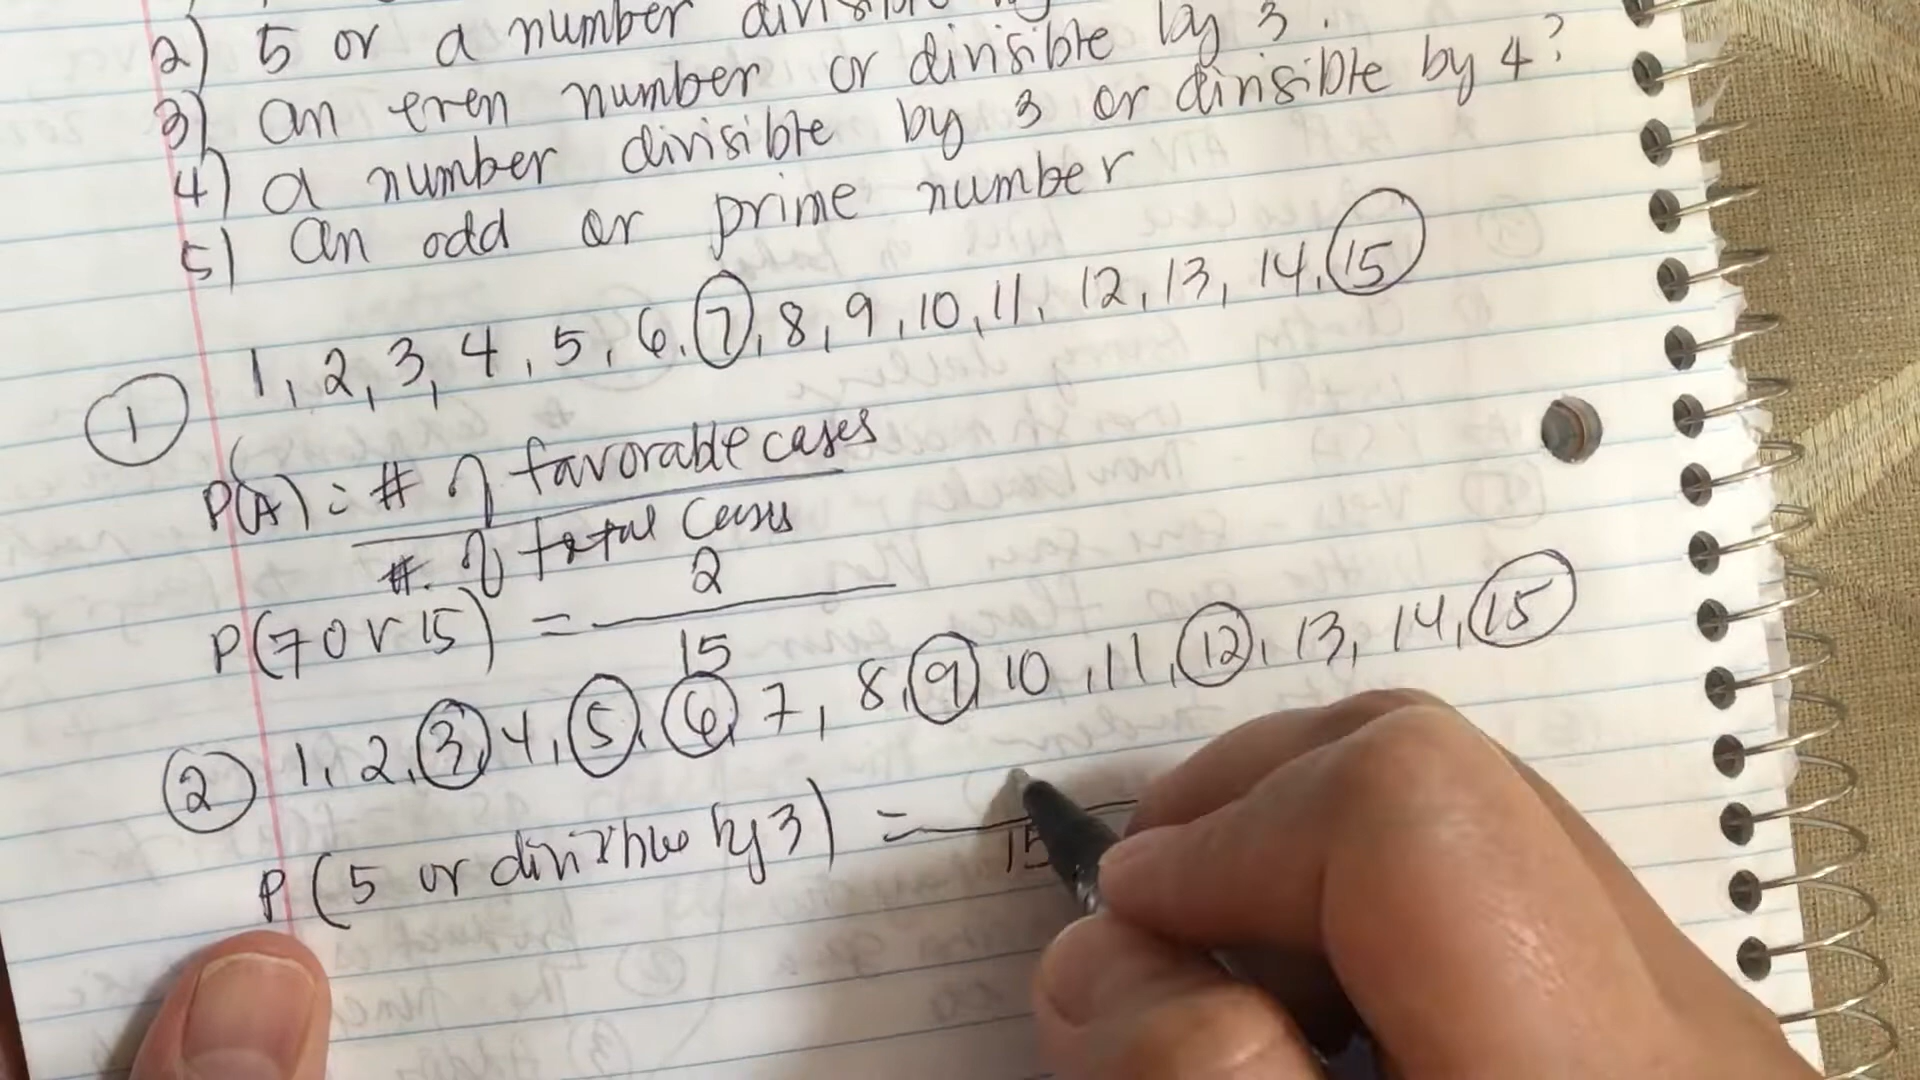 2) 5 or a number divisible
3) an even number or divisible by 3.
4) a number divisible by 3 or divisible by 4?
5) an odd or prime number
1, 2, 3, 4, 5, 6, 7, 8, 9, 10, 11, 12, 13, 14, 15
1
P(A) = # of favorable cases
#. of total cases
P(7 or 15) = 2
15
2 1, 2, 3, 4, 5, 6, 7, 8, 9, 10, 11, 12, 13, 14, 15
P(5 or divisible by 3) =
15